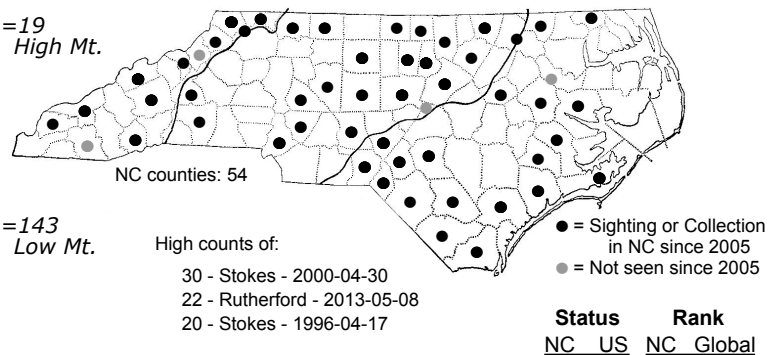 =19
High Mt.
NC counties: 54
=143
Low Mt.
High counts of:
30 - Stokes - 2000-04-30
22 - Rutherford - 2013-05-08
20 - Stokes - 1996-04-17
= Sighting or Collection
in NC since 2005
= Not seen since 2005
Status Rank
NC US NC Global